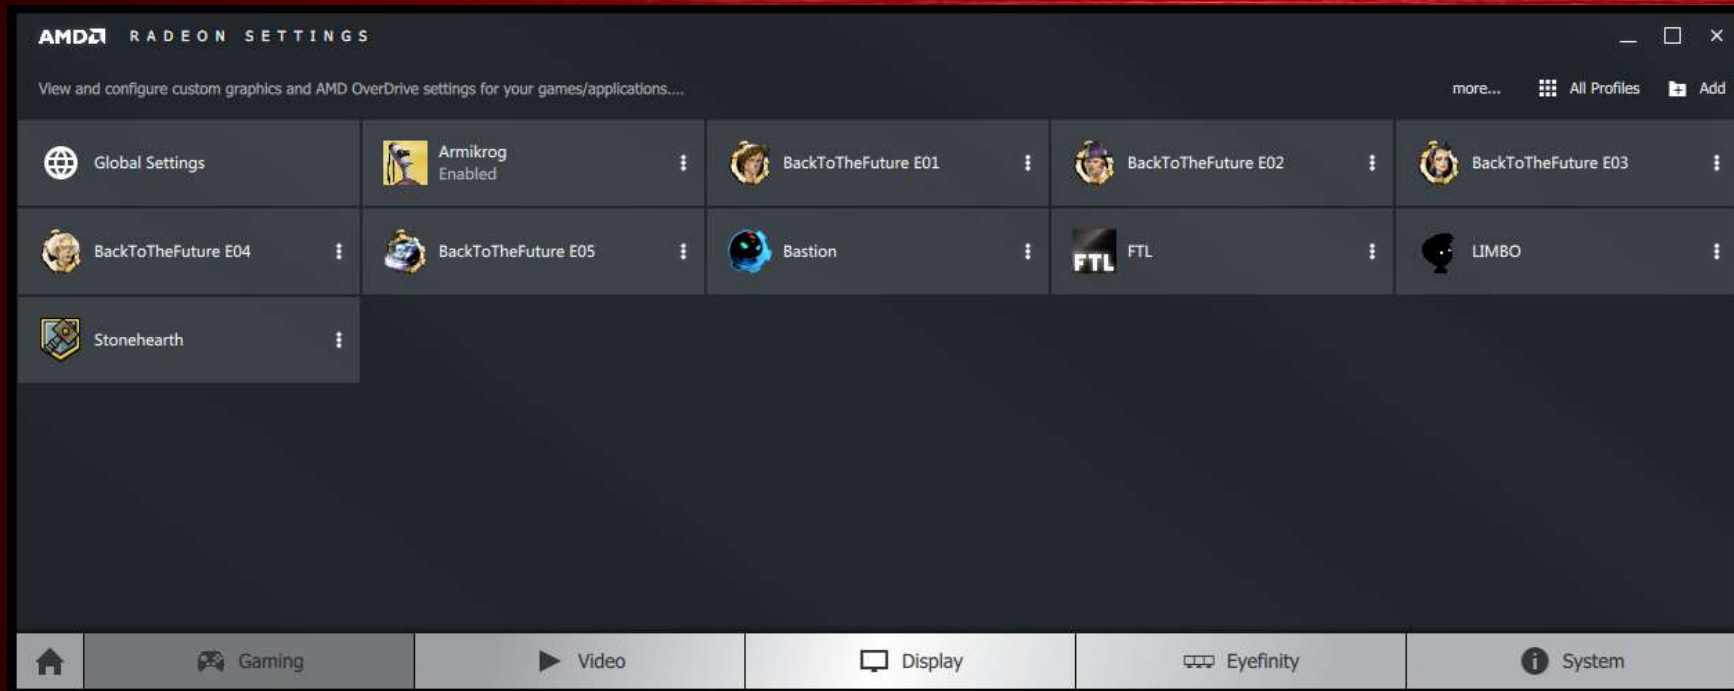 AMD RADEON SETTINGS
View and configure custom graphics and AMD OverDrive settings for your games/applications....
more... All Profiles Add
Global Settings
Armikrog
Enabled
BackToTheFuture E01
BackToTheFuture E02
BackToTheFuture E03
BackToTheFuture E04
BackToTheFuture E05
Bastion
FTL
FTL
LIMBO
Stonehearth
Gaming
Video
Display
Eyefinity
System